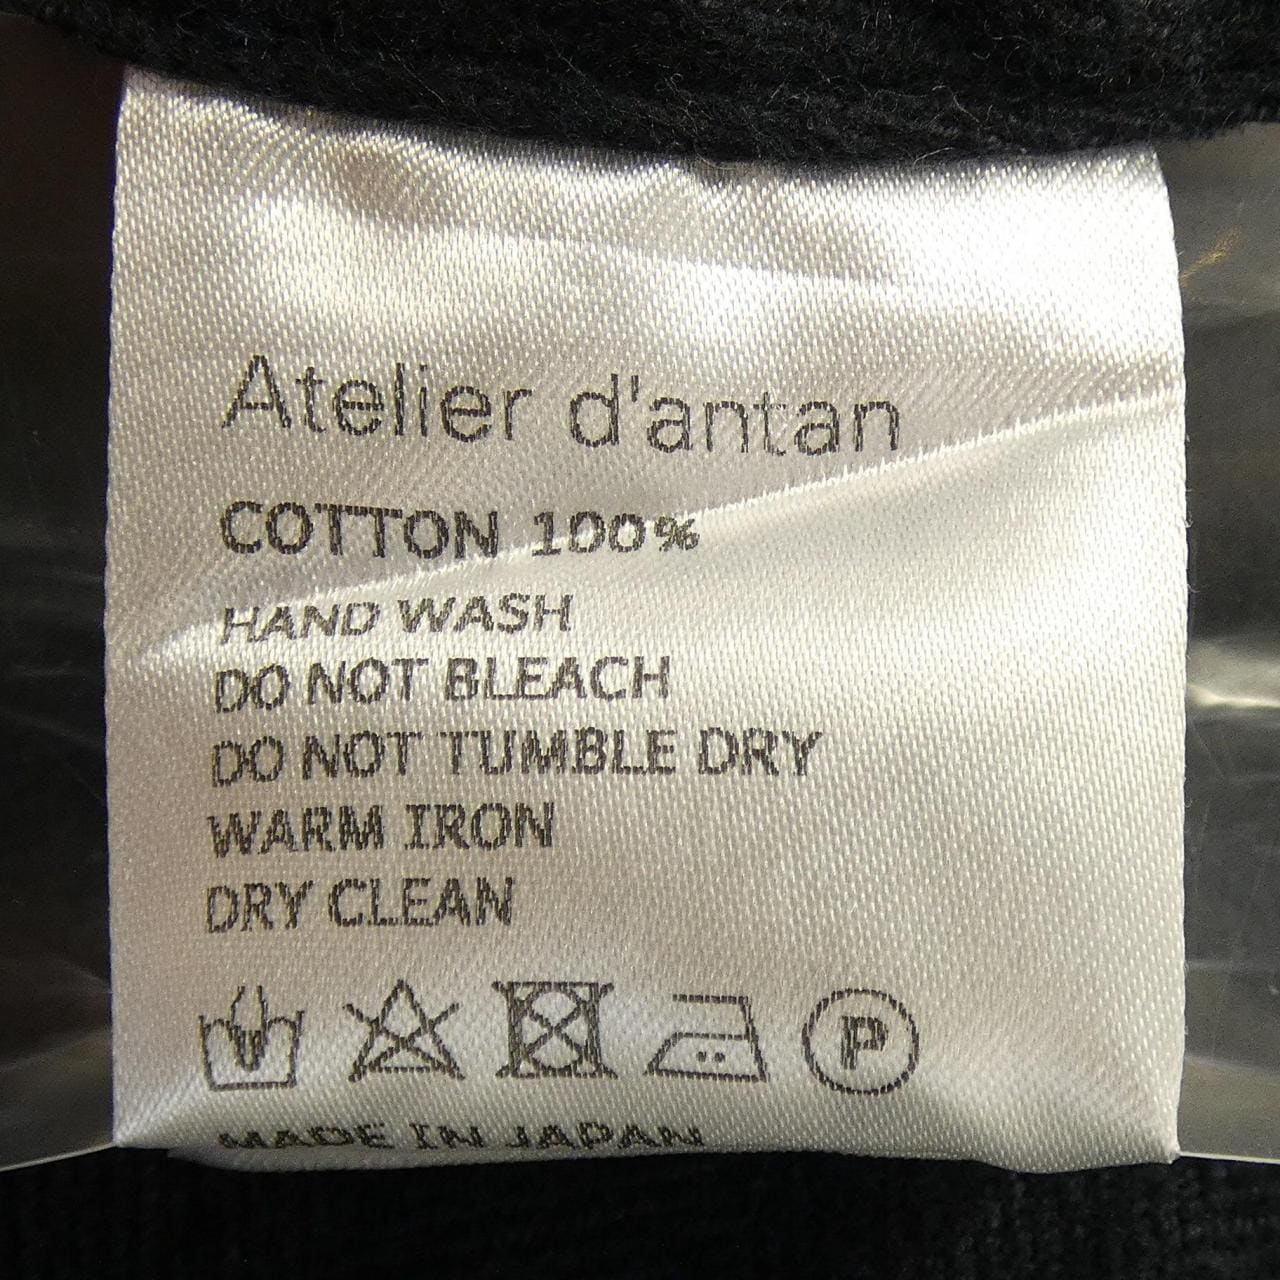 Atelier d'antan
COTTON 100%
HAND WASH
DO NOT BLEACH
DO NOT TUMBLE DRY
WARM IRON
DRY CLEAN
P
MADE IN JAPAN